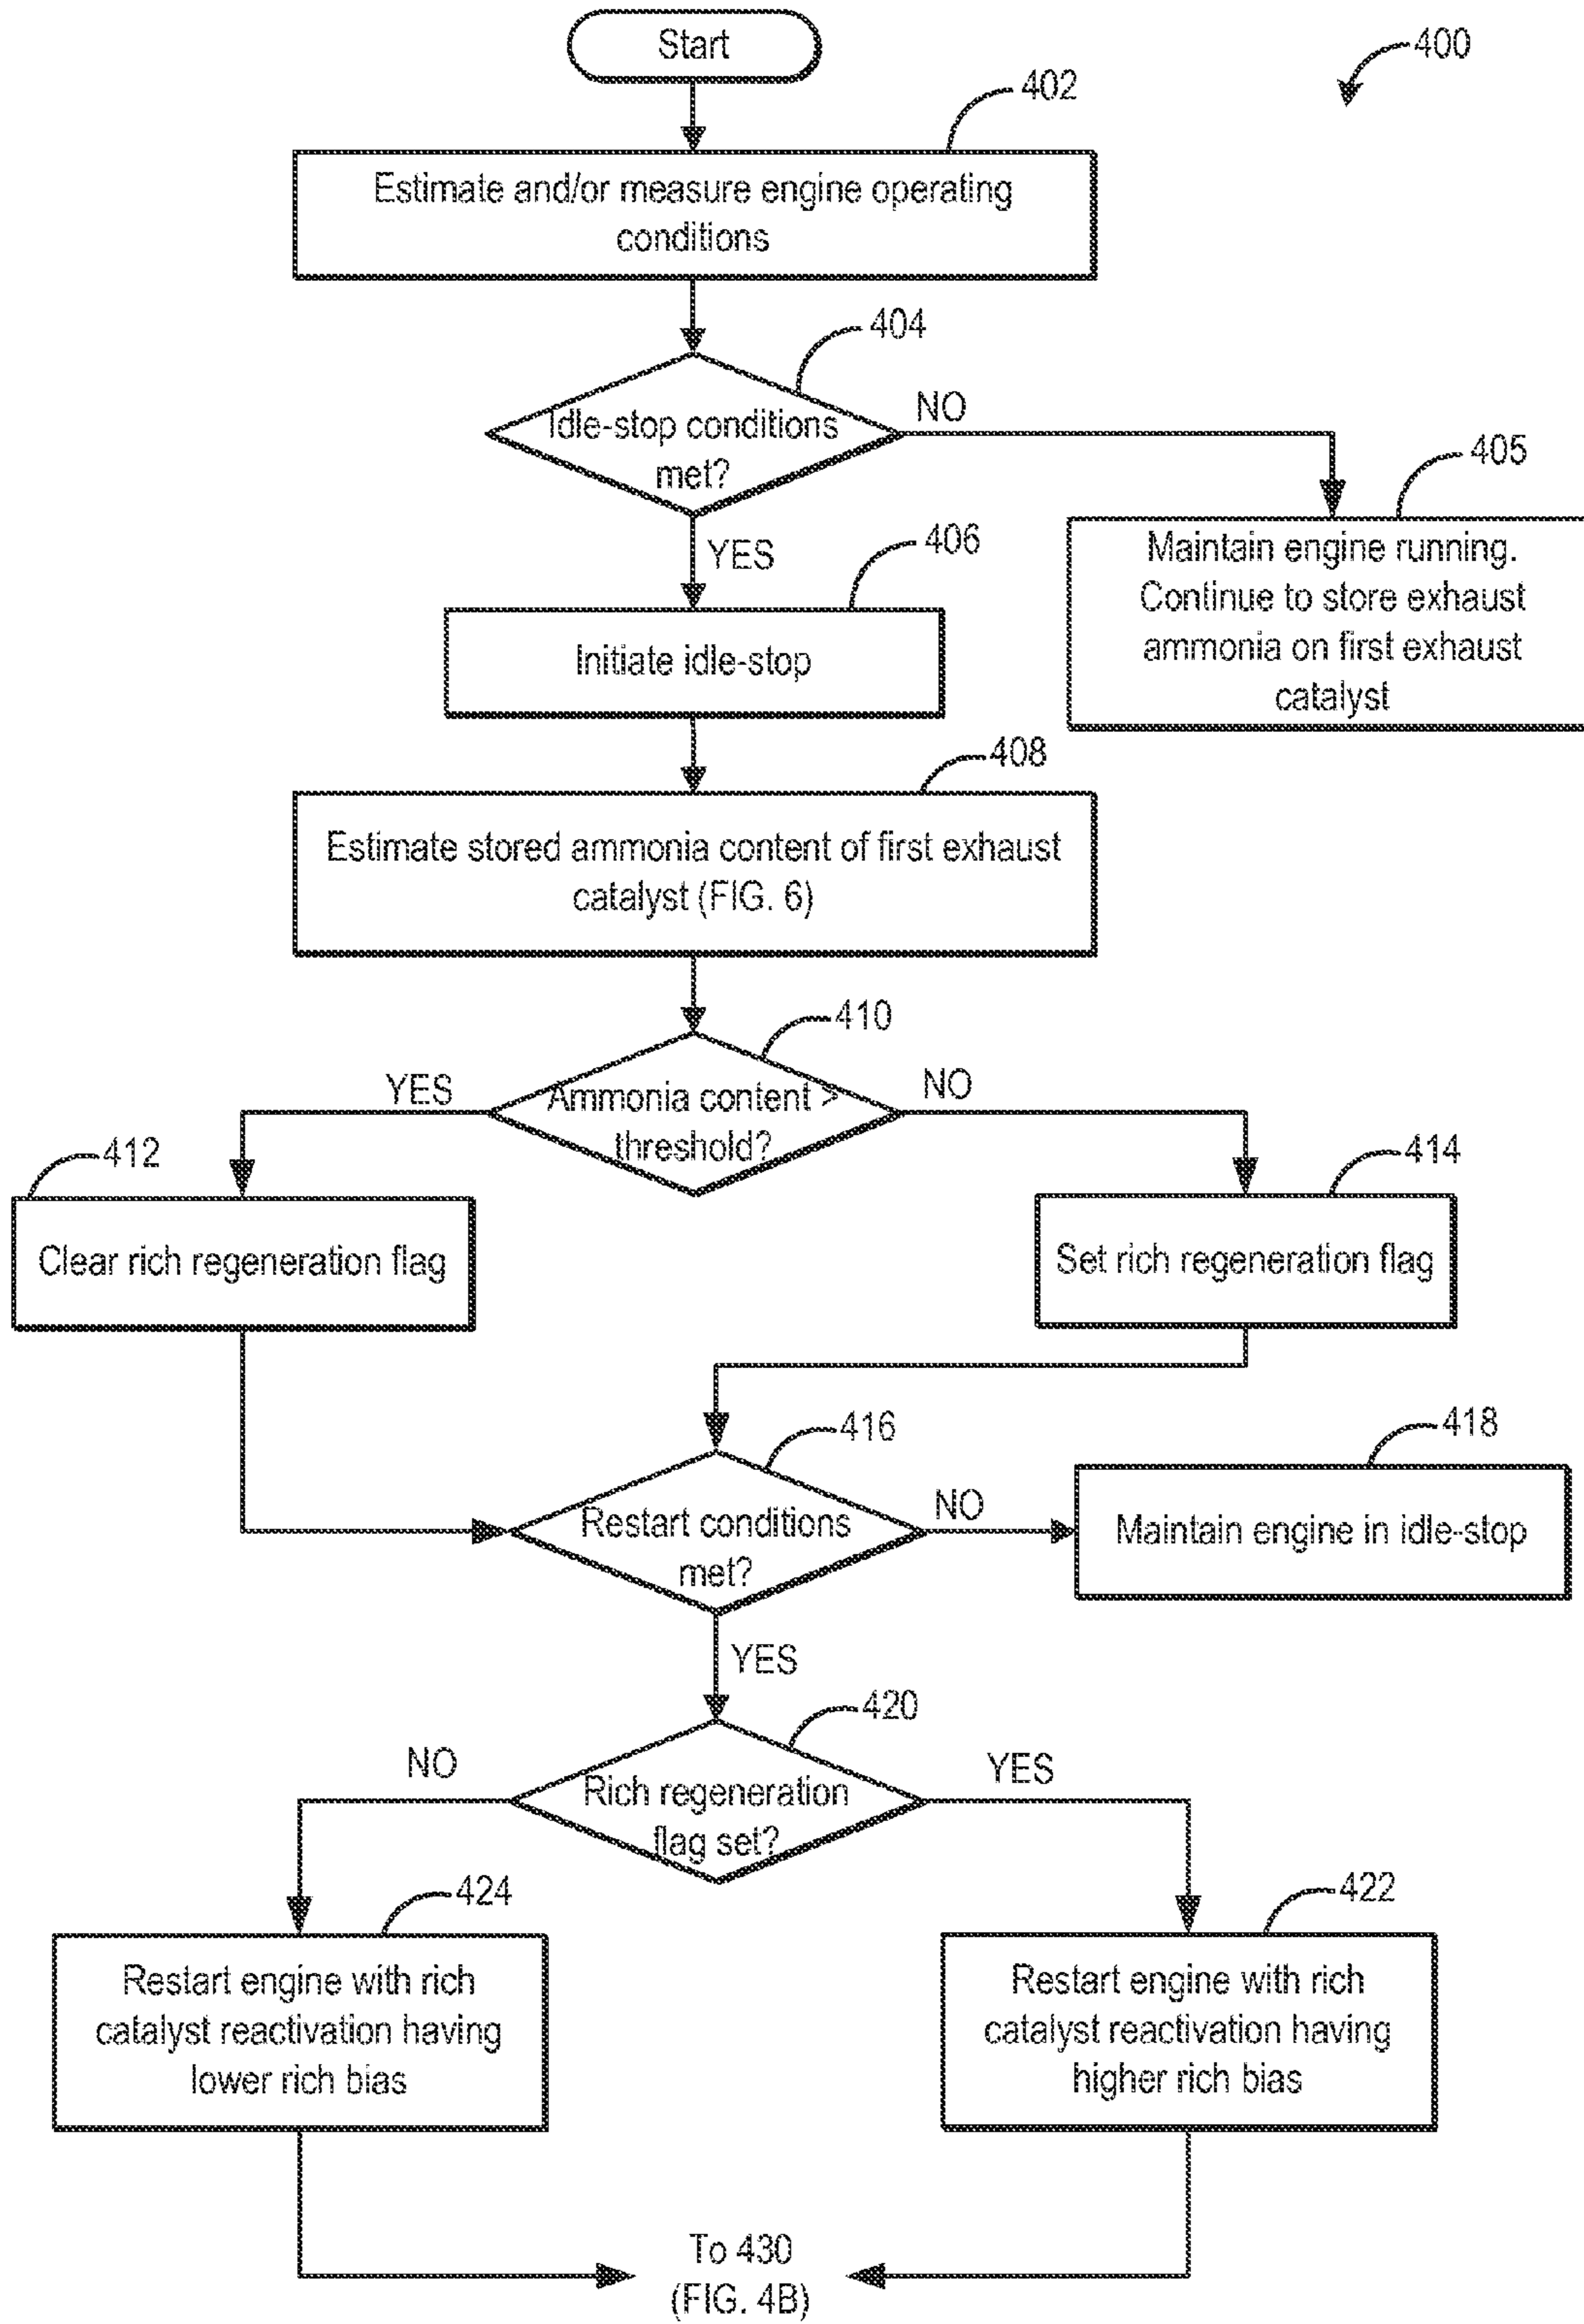 Start
400
402
Estimate and/or measure engine operating
conditions
404
Idle-stop conditions
met?
NO
405
YES
406
Maintain engine running.
Continue to store exhaust
ammonia on first exhaust
catalyst
Initiate idle-stop
408
Estimate stored ammonia content of first exhaust
catalyst (FIG. 6)
410
YES
Ammonia content >
threshold?
NO
412
414
Clear rich regeneration flag
Set rich regeneration flag
416
418
Restart conditions
met?
NO
Maintain engine in idle-stop
YES
420
NO
Rich regeneration
flag set?
YES
424
422
Restart engine with rich
catalyst reactivation having
lower rich bias
Restart engine with rich
catalyst reactivation having
higher rich bias
To 430
(FIG. 4B)